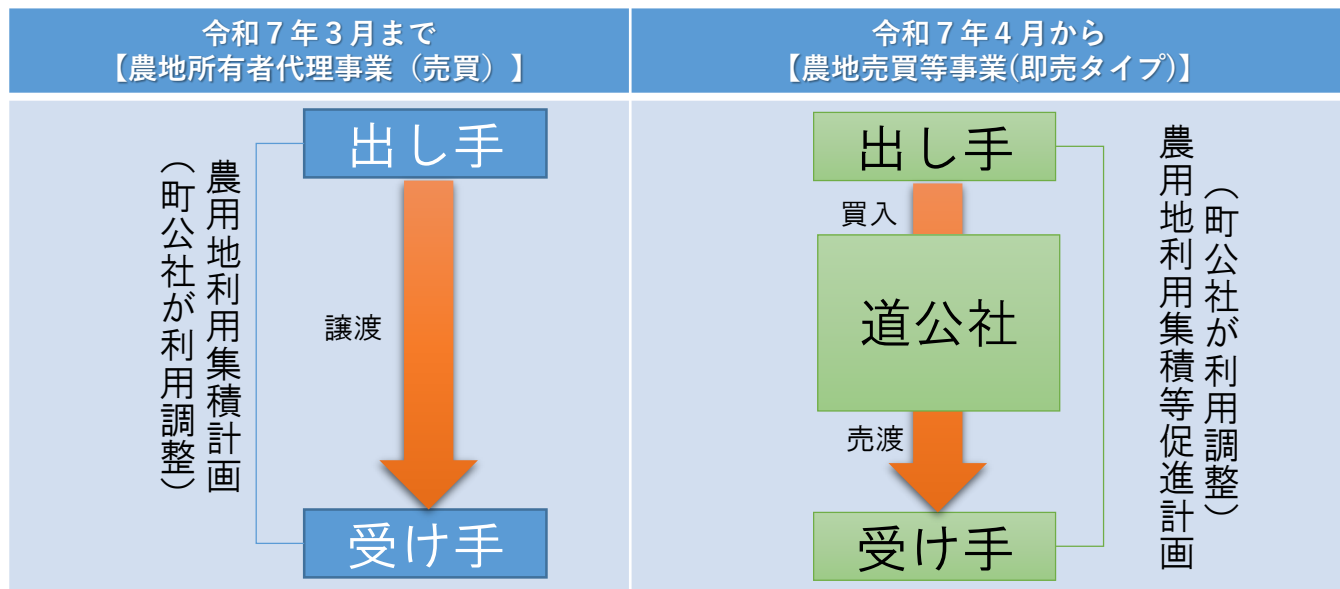 令和７年３月まで
【農地所有者代理事業（売買）】
令和７年４月から
【農地売買等事業(即売タイプ)】
出し手
農用地利用集積計画
（町公社が利用調整）
譲渡
受け手
出し手
買入
道公社
売渡
受け手
（町公社が利用調整）
農用地利用集積等促進計画